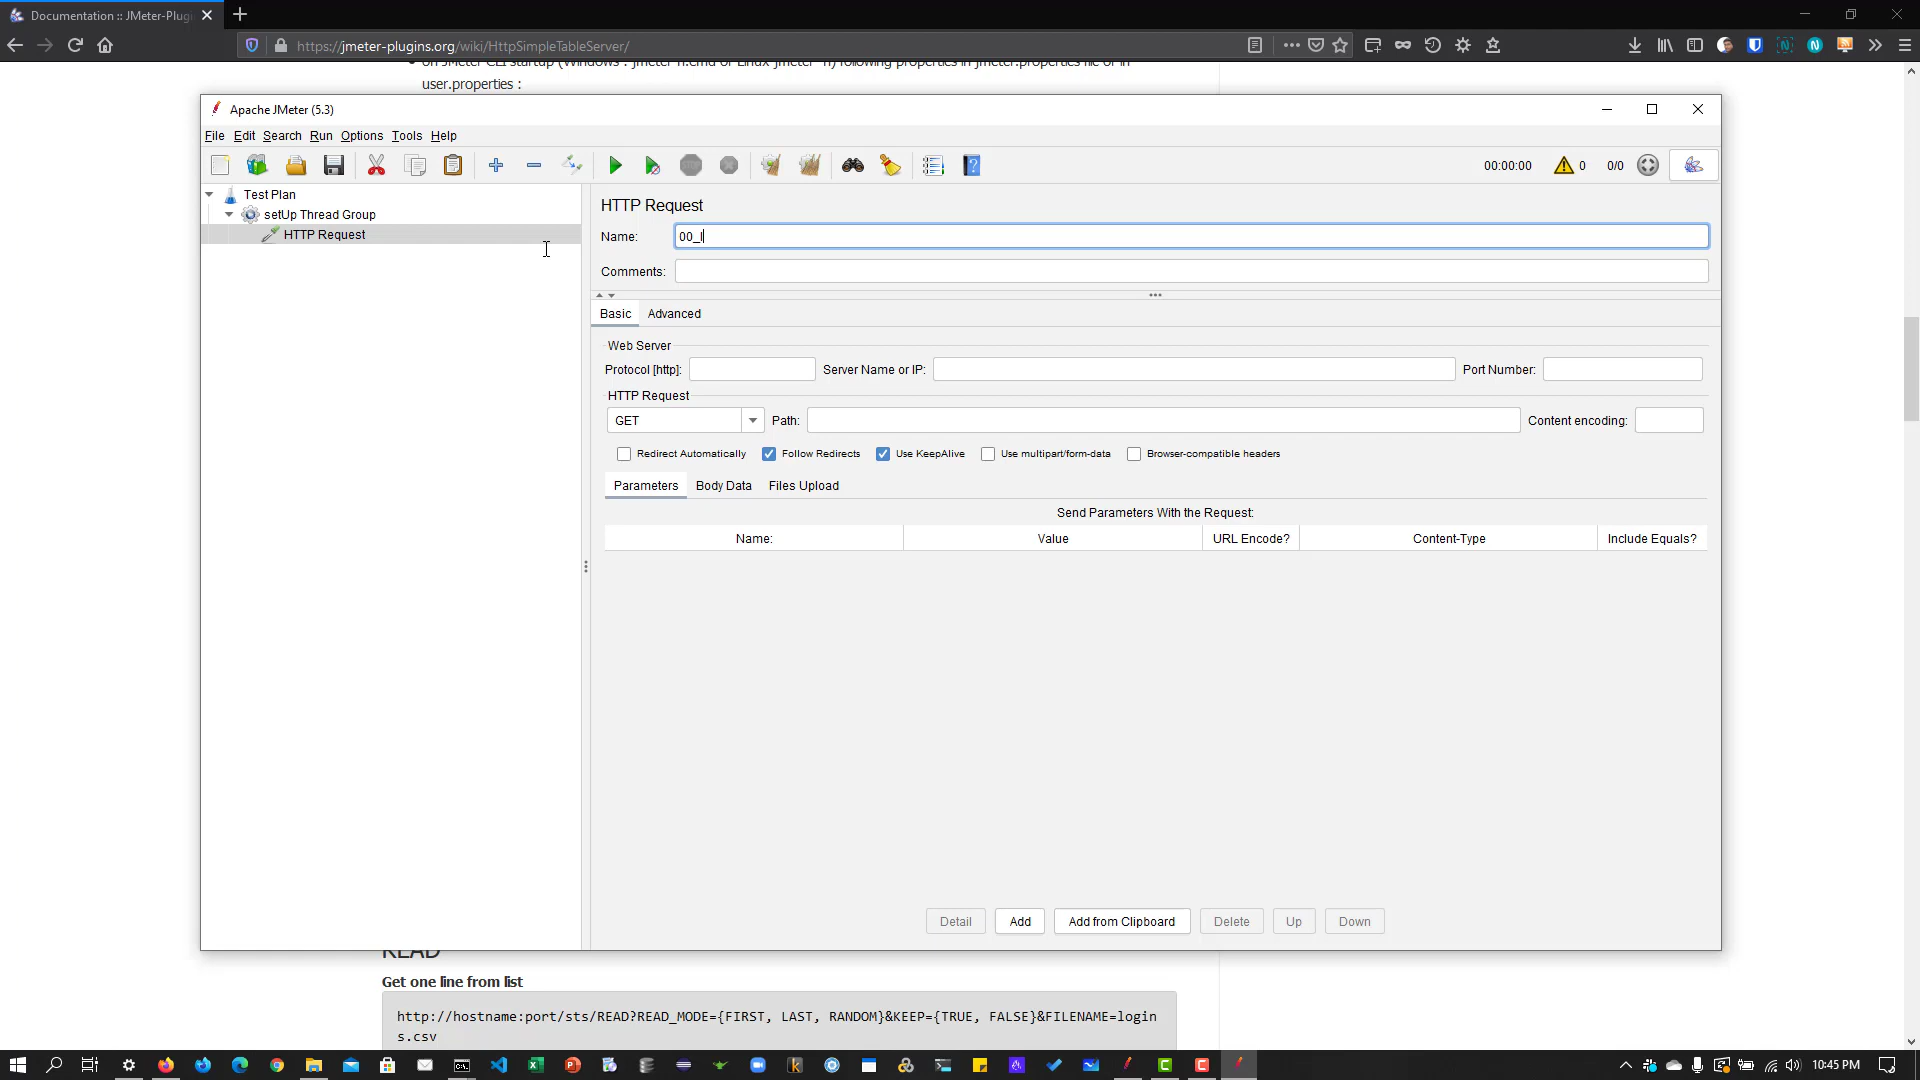 Documentation :: JMeter-Plugi
https://jmeter-plugins.org/wiki/HttpSimpleTableServer/
user.properties :
Apache JMeter (5.3)
File Edit Search Run Options Tools Help
00:00:00 0 0/0
Test Plan
setUp Thread Group
HTTP Request
HTTP Request
Name: 00_I
Comments:
Basic Advanced
Web Server
Protocol [http]: Server Name or IP: Port Number:
HTTP Request
GET Path: Content encoding:
Redirect Automatically Follow Redirects Use KeepAlive Use multipart/form-data Browser-compatible headers
Parameters Body Data Files Upload
Send Parameters With the Request:
Name: Value URL Encode? Content-Type Include Equals?
Detail Add Add from Clipboard Delete Up Down
READ
Get one line from list
http://hostname:port/sts/READ?READ_MODE={FIRST, LAST, RANDOM}&KEEP={TRUE, FALSE}&FILENAME=login
s.csv
10:45 PM